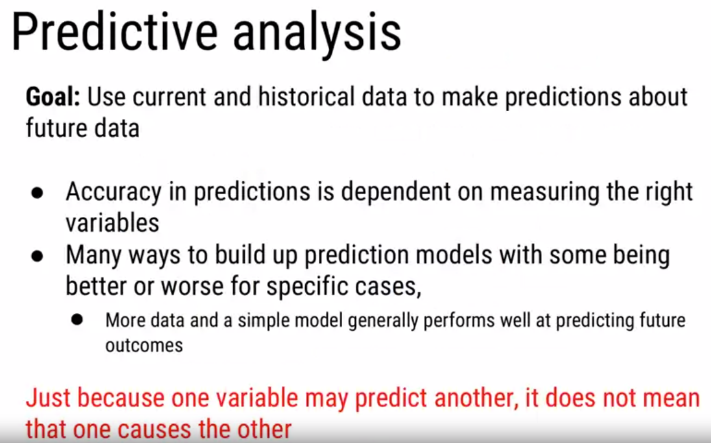 Predictive analysis
Goal: Use current and historical data to make predictions about
future data
● Accuracy in predictions is dependent on measuring the right
variables
● Many ways to build up prediction models with some being
better or worse for specific cases,
● More data and a simple model generally performs well at predicting future
outcomes
Just because one variable may predict another, it does not mean
that one causes the other